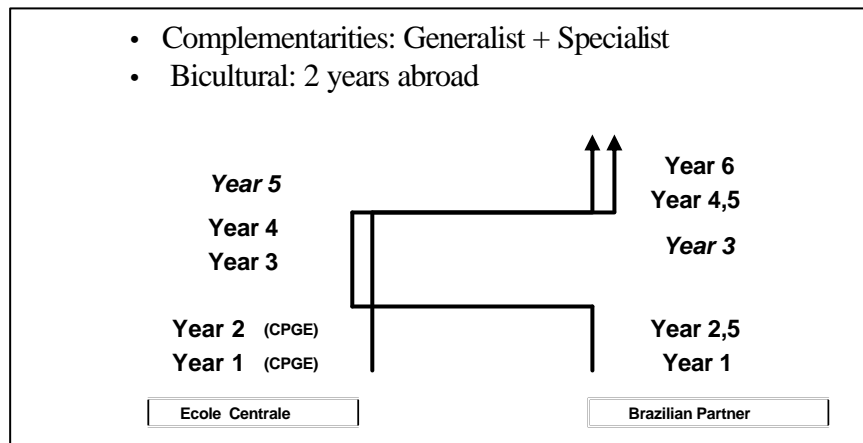 • Complementarities: Generalist + Specialist
• Bicultural: 2 years abroad
Year 5
Year 4
Year 3
Year 2 (CPGE)
Year 1 (CPGE)
Ecole Centrale
Year 6
Year 4,5
Year 3
Year 2,5
Year 1
Brazilian Partner